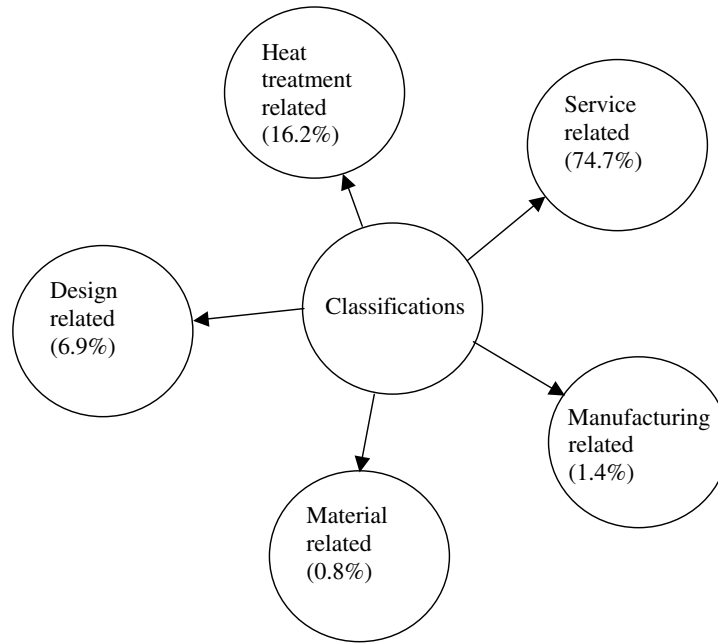 Heat
treatment
related
(16.2%)
Service
related
(74.7%)
Design
related
(6.9%)
Classifications
Manufacturing
related
(1.4%)
Material
related
(0.8%)